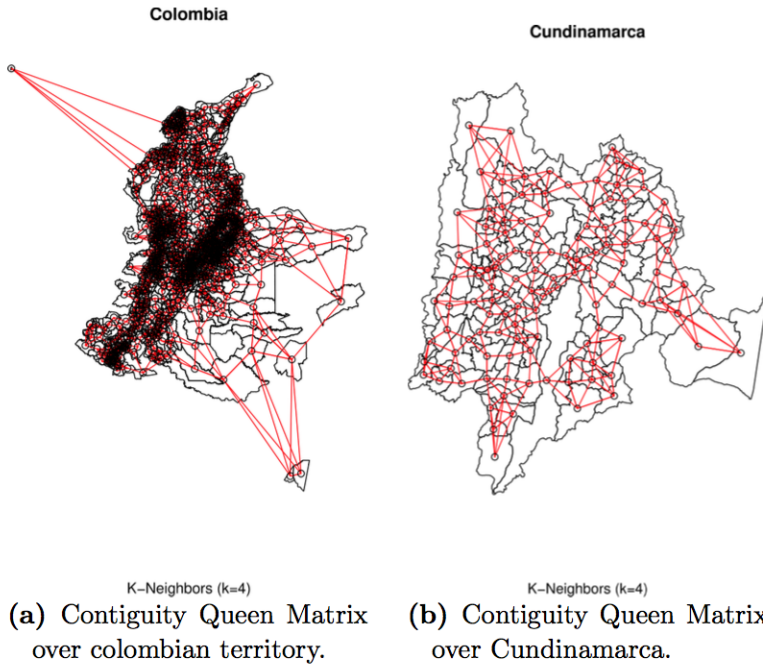 Colombia
Cundinamarca
K-Neighbors (k=4)
K-Neighbors (k=4)
(a) Contiguity Queen Matrix
over colombian territory.
(b) Contiguity Queen Matrix
over Cundinamarca.